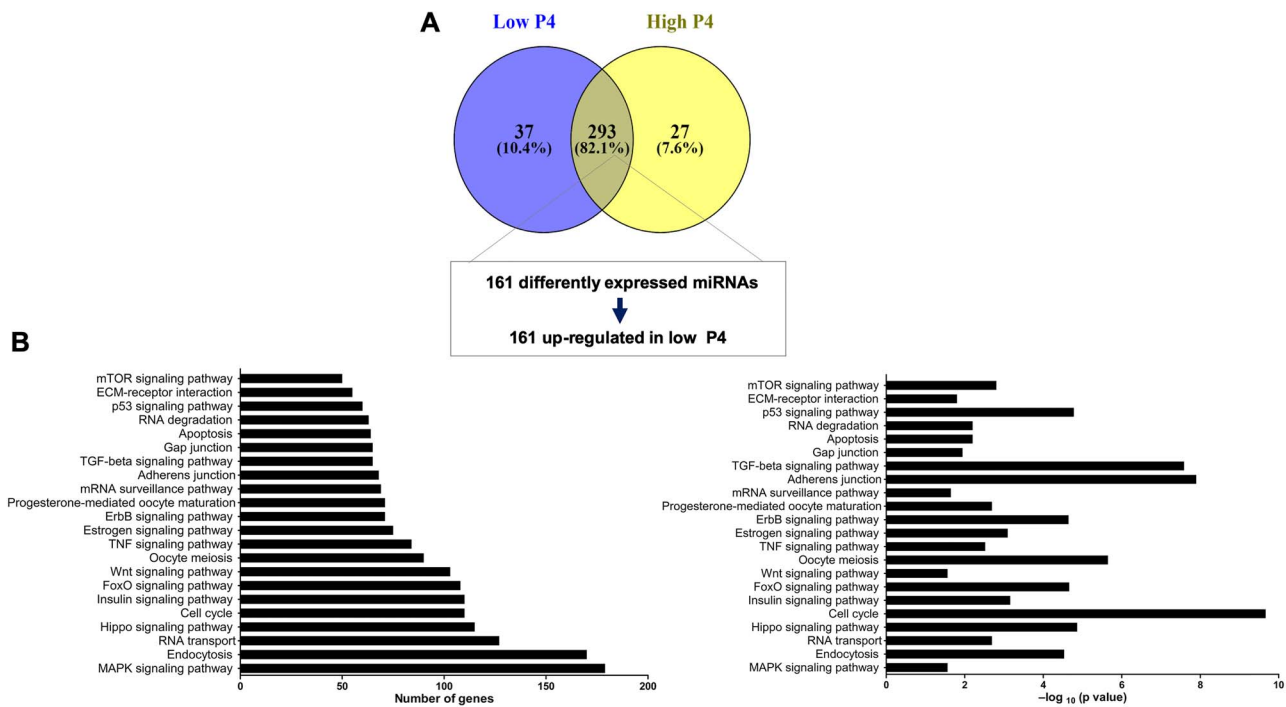 A
Low P4
High P4
37
(10.4%)
293
(82.1%)
27
(7.6%)
161 differently expressed miRNAs
161 up-regulated in low P4
B
mTOR signaling pathway
ECM-receptor interaction
p53 signaling pathway
RNA degradation
Apoptosis
Gap junction
TGF-beta signaling pathway
Adherens junction
mRNA surveillance pathway
Progesterone-mediated oocyte maturation
ErbB signaling pathway
Estrogen signaling pathway
TNF signaling pathway
Oocyte meiosis
Wnt signaling pathway
FoxO signaling pathway
Insulin signaling pathway
Cell cycle
Hippo signaling pathway
RNA transport
Endocytosis
MAPK signaling pathway
0 50 100 150 200
Number of genes
mTOR signaling pathway
ECM-receptor interaction
p53 signaling pathway
RNA degradation
Apoptosis
Gap junction
TGF-beta signaling pathway
Adherens junction
mRNA surveillance pathway
Progesterone-mediated oocyte maturation
ErbB signaling pathway
Estrogen signaling pathway
TNF signaling pathway
Oocyte meiosis
Wnt signaling pathway
FoxO signaling pathway
Insulin signaling pathway
Cell cycle
Hippo signaling pathway
RNA transport
Endocytosis
MAPK signaling pathway
0 2 4 6 8 10
–log 10 (p value)